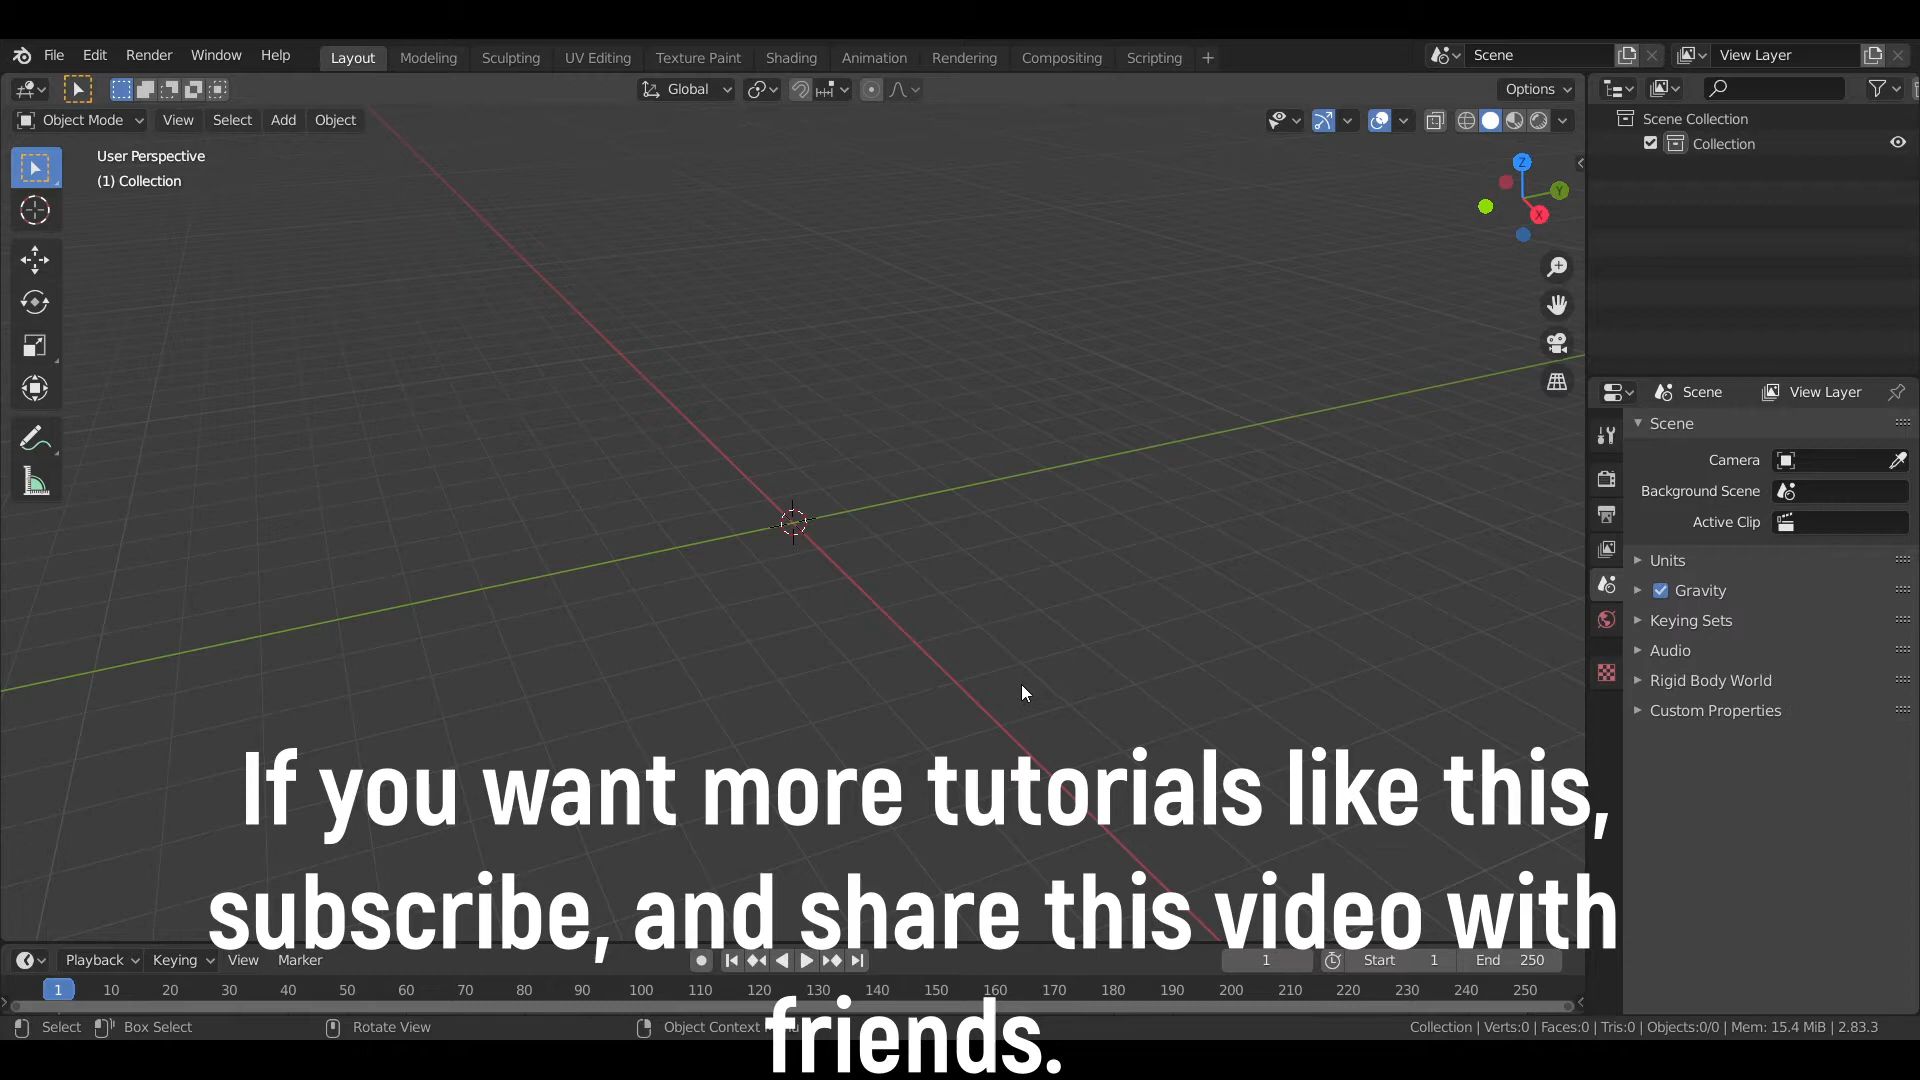 File Edit Render Window Help Layout Modeling Sculpting UV Editing Texture Paint Shading Animation Rendering Compositing Scripting + Scene View Layer
Global Options
Object Mode View Select Add Object
Scene Collection
Collection
User Perspective
(1) Collection
Z
Y
X
Scene View Layer
Scene
Camera
Background Scene
Active Clip
Units
Gravity
Keying Sets
Audio
Rigid Body World
Custom Properties
If you want more tutorials like this,
subscribe, and share this video with
friends.
Playback Keying View Marker 1 Start 1 End 250
1 10 20 30 40 50 60 70 80 90 100 110 120 130 140 150 160 170 180 190 200 210 220 230 240 250
Select Box Select Rotate View Object Context Collection | Verts:0 | Faces:0 | Tris:0 | Objects:0/0 | Mem: 15.4 MiB | 2.83.3